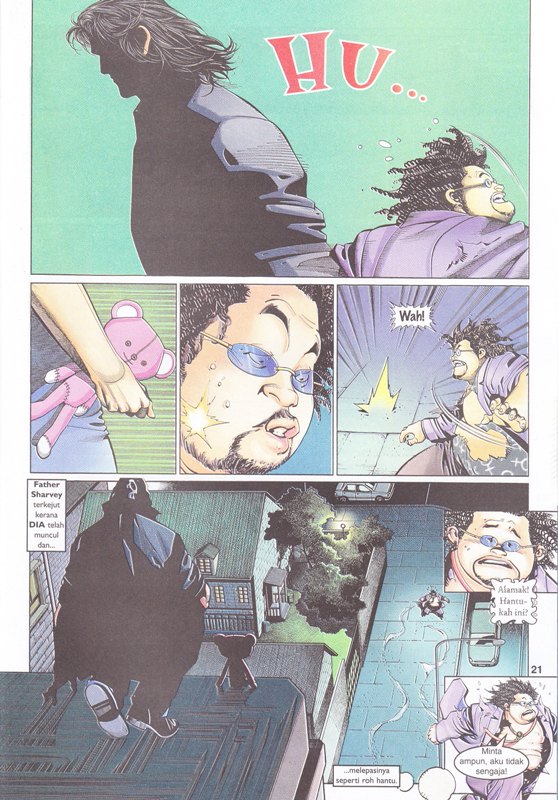 HU...
Wah!
Father
Sharvey
terkejut
kerana
DIA telah
muncul
dan...
Alamak!
Hantu-
kah ini?
21
...melepasinya
seperti roh hantu.
Minta
ampun, aku tidak
sengaja!